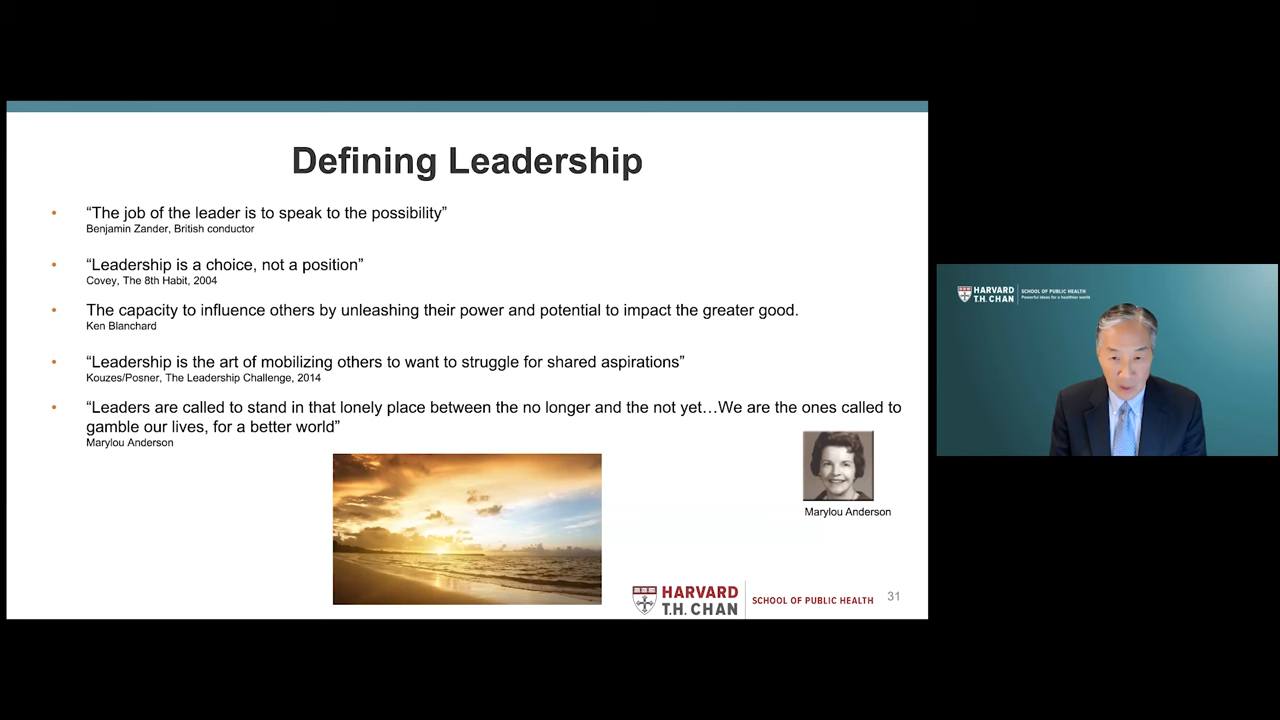 Defining Leadership
• “The job of the leader is to speak to the possibility”
Benjamin Zander, British conductor
• “Leadership is a choice, not a position”
Covey, The 8th Habit, 2004
• The capacity to influence others by unleashing their power and potential to impact the greater good.
Ken Blanchard
• “Leadership is the art of mobilizing others to want to struggle for shared aspirations”
Kouzes/Posner, The Leadership Challenge, 2014
• “Leaders are called to stand in that lonely place between the no longer and the not yet…We are the ones called to
gamble our lives, for a better world”
Marylou Anderson
Marylou Anderson
HARVARD
T.H. CHAN
SCHOOL OF PUBLIC HEALTH
31
HARVARD
T.H. CHAN
SCHOOL OF PUBLIC HEALTH
Powerful ideas for a healthier world